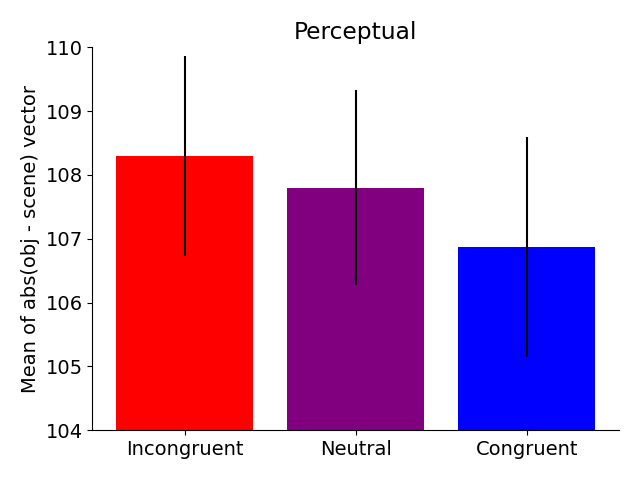 Perceptual
Mean of abs(obj - scene) vector
110
109
108
107
106
105
104
Incongruent
Neutral
Congruent